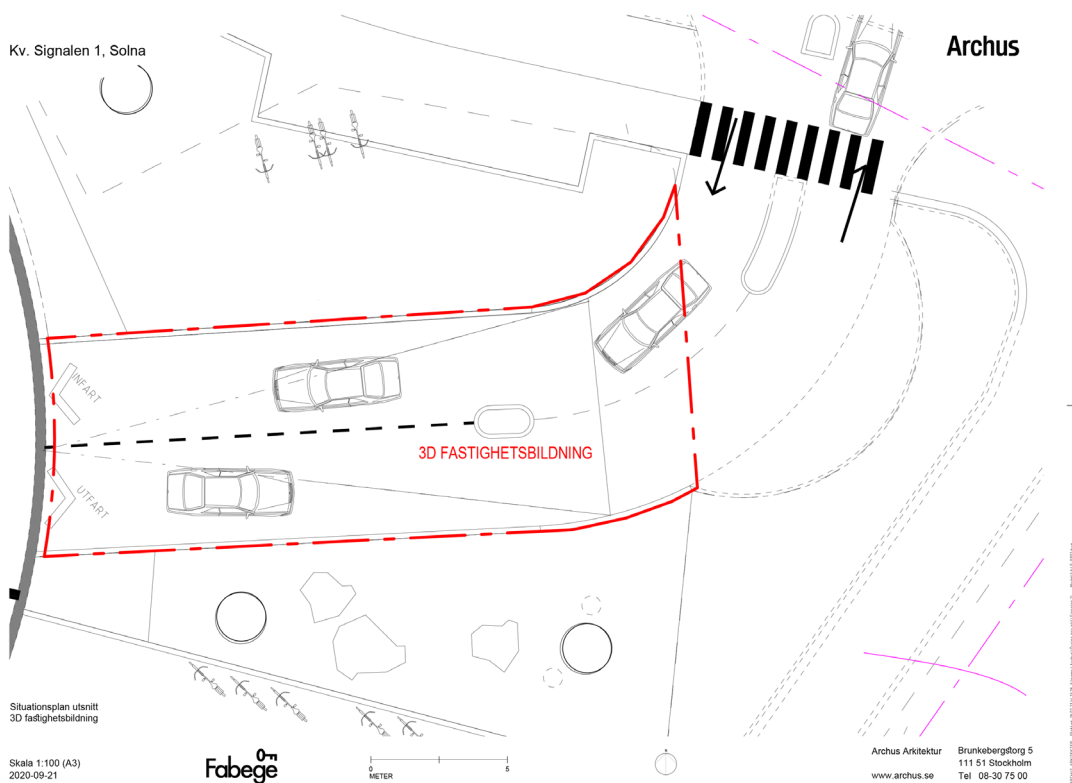 Kv. Signalen 1, Solna
Archus
INFART
3D FASTIGHETSBILDNING
UTFART
Situationsplan utsnitt
3D fastighetsbildning
Skala 1:100 (A3)
2020-09-21
Fabege
0
5
METER
Archus Arkitektur
www.archus.se
Brunkebergstorg 5
111 51 Stockholm
Tel 08-30 75 00